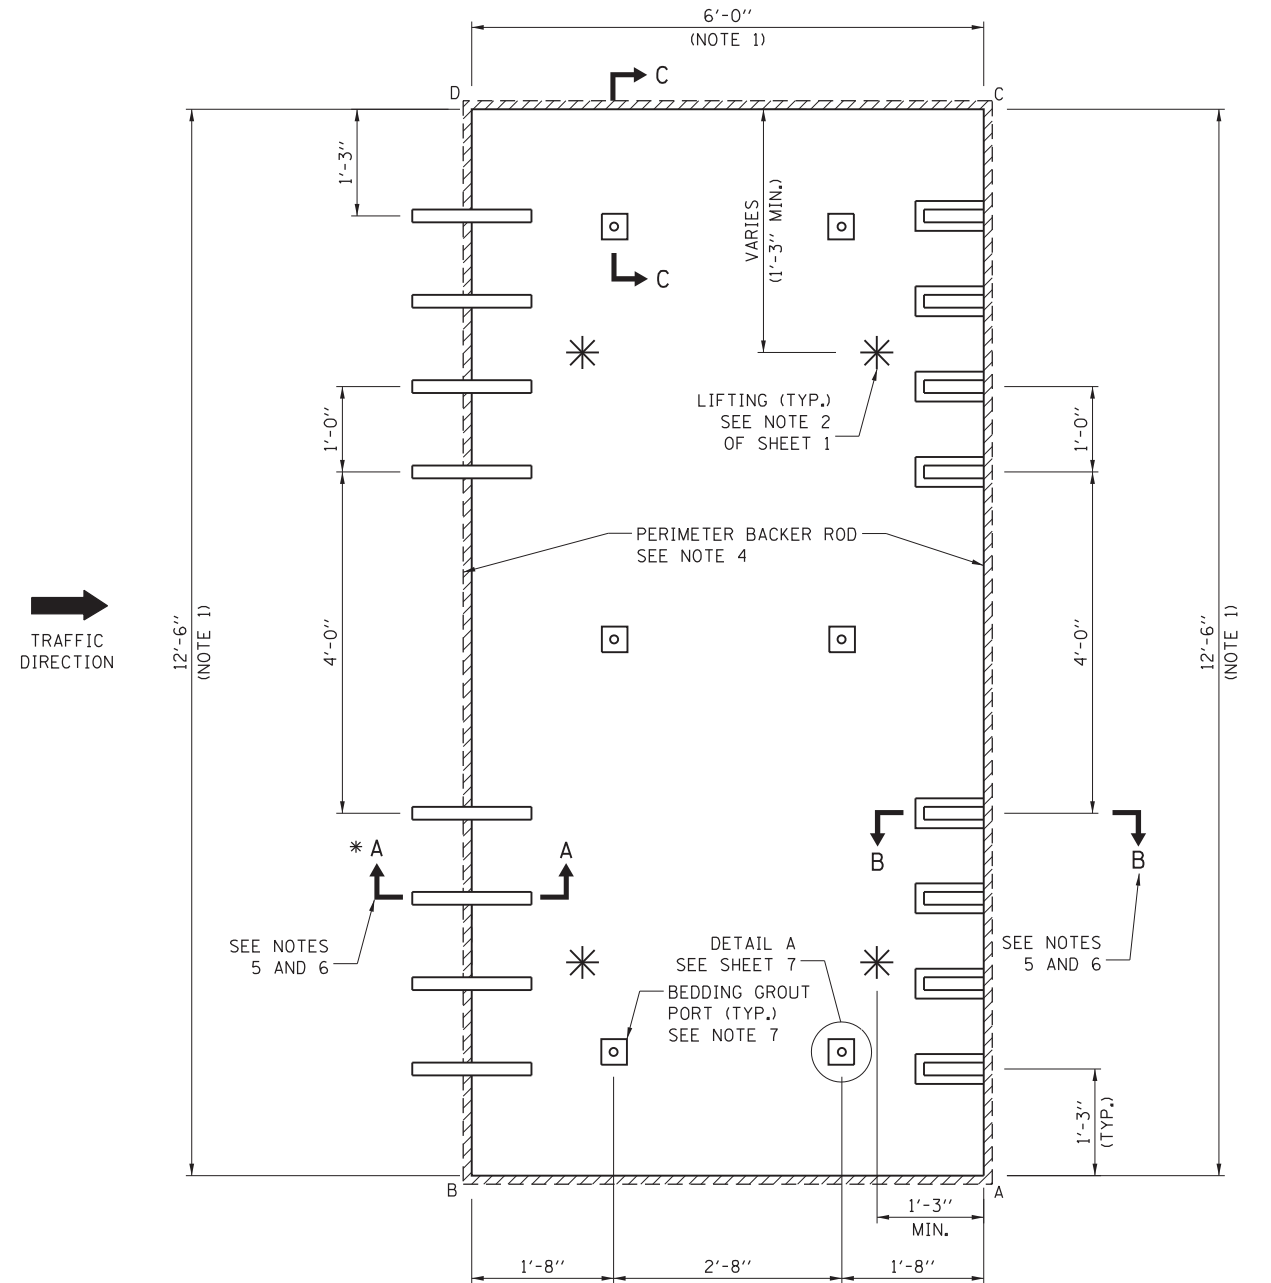 6'-0"
(NOTE 1)
C
D
C
1'-3"
VARIES
(1'-3" MIN.)
C
LIFTING (TYP.)
SEE NOTE 2
OF SHEET 1
1'-0"
1'-0"
PERIMETER BACKER ROD
SEE NOTE 4
TRAFFIC
DIRECTION
12'-6"
(NOTE 1)
4'-0"
4'-0"
12'-6"
(NOTE 1)
* A
A
B
B
SEE NOTES
5 AND 6
DETAIL A
SEE SHEET 7
SEE NOTES
5 AND 6
BEDDING GROUT
PORT (TYP.)
SEE NOTE 7
1'-3"
(TYP.)
B
A
1'-3"
MIN.
1'-8"
2'-8"
1'-8"